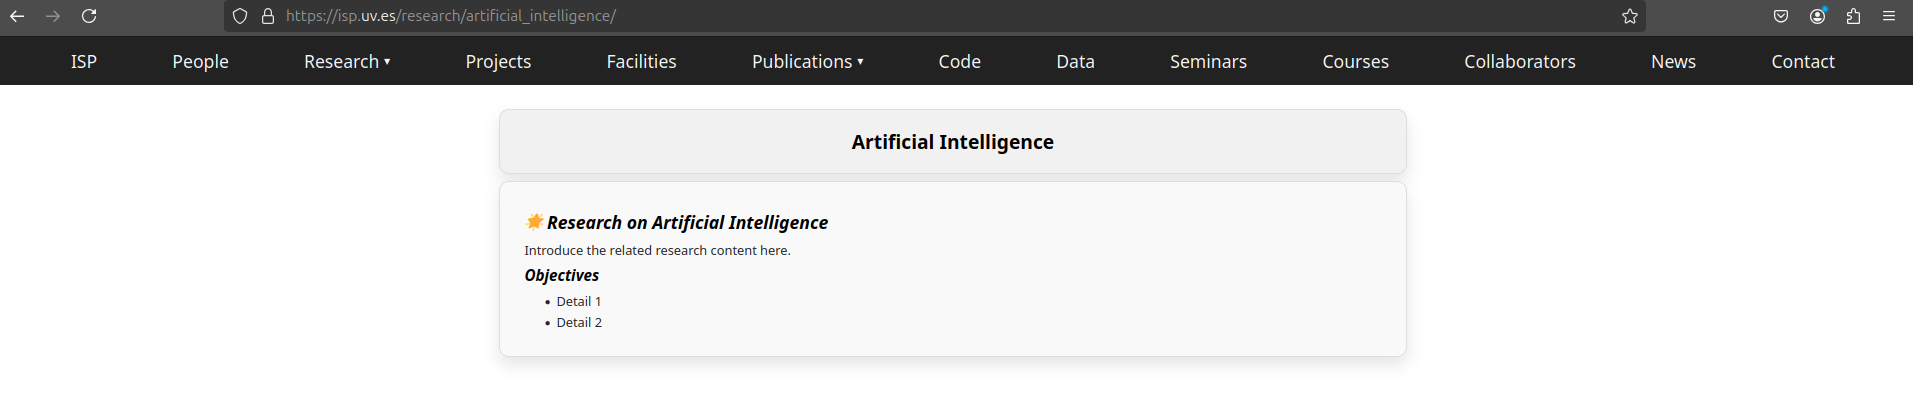 https://isp.uv.es/research/artificial_intelligence/
ISP People Research ▾ Projects Facilities Publications ▾ Code Data Seminars Courses Collaborators News Contact
Artificial Intelligence
Research on Artificial Intelligence
Introduce the related research content here.
Objectives
• Detail 1
• Detail 2